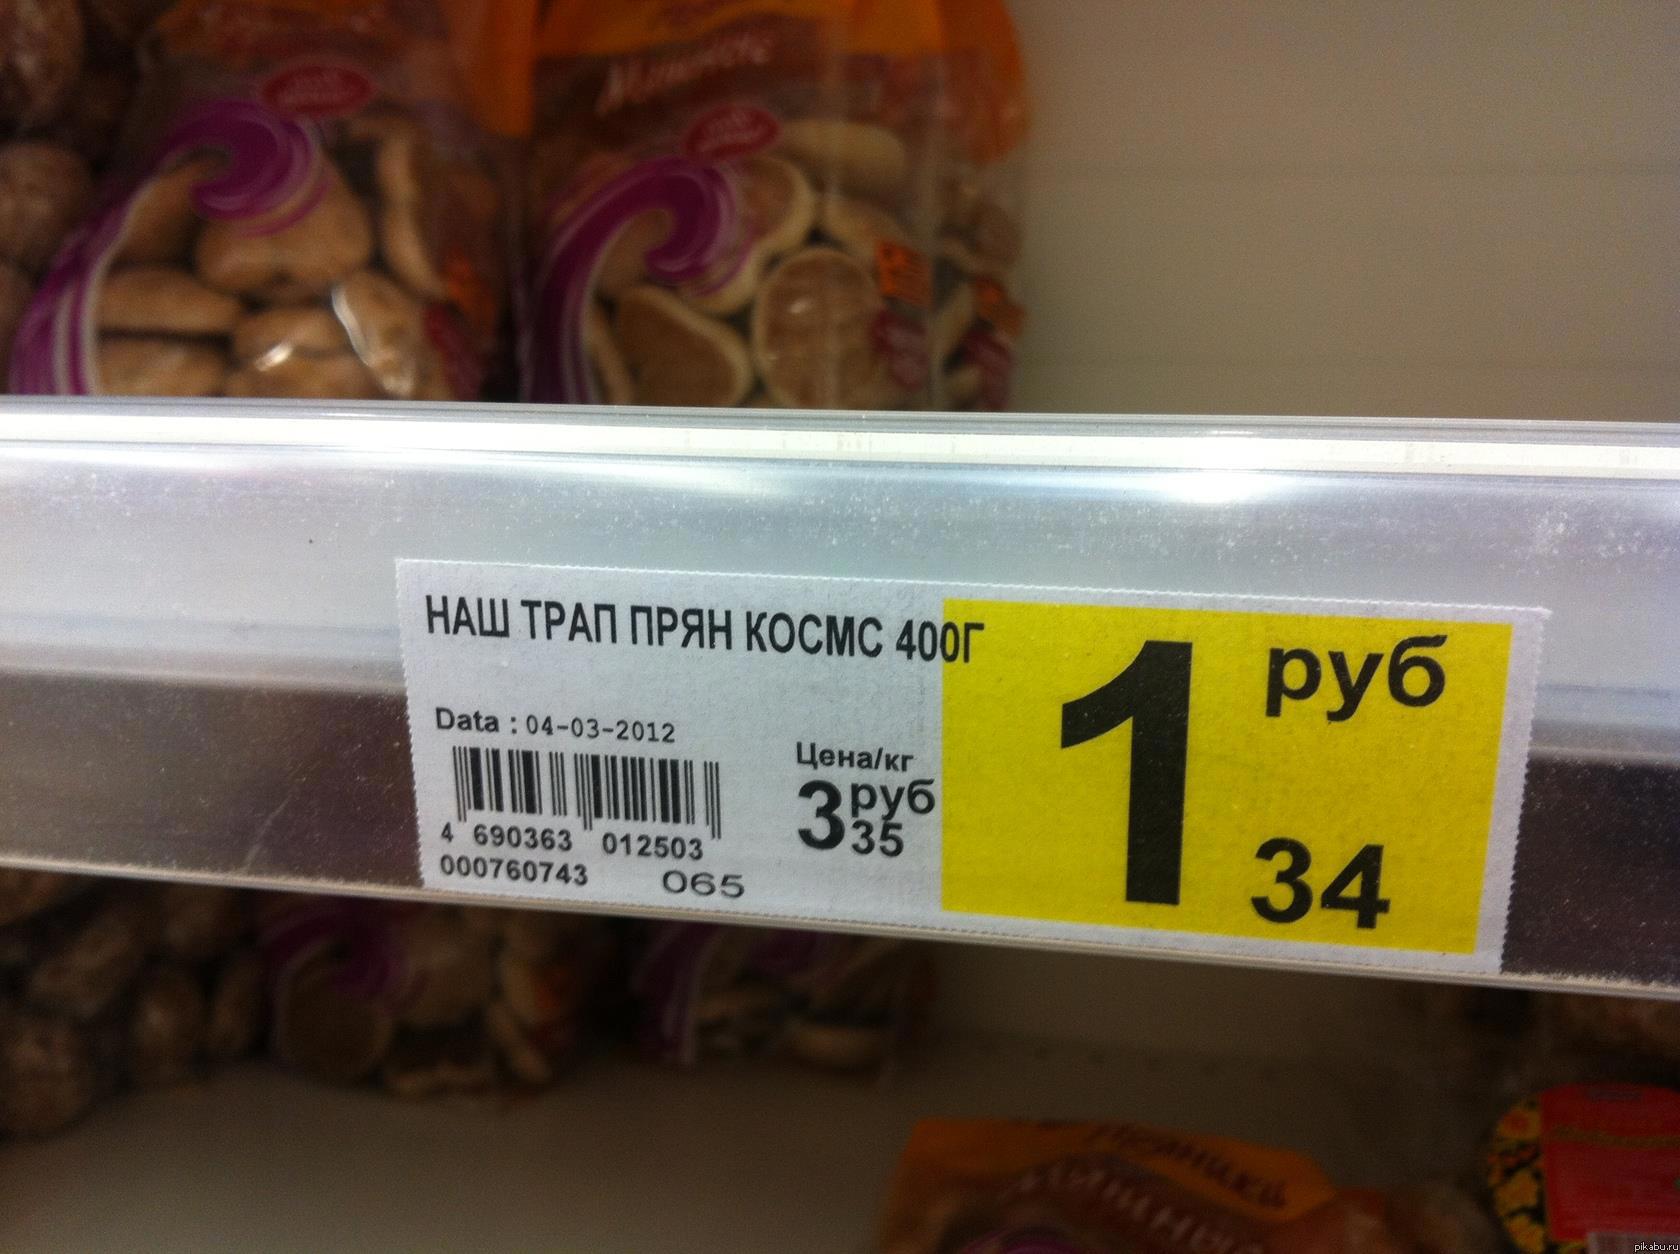 НАШ ТРАП ПРЯН КОСМС 400Г
1 руб 34
Data : 04-03-2012
Цена/кг
3 руб 35
4 690363 012503
000760743 065
pikabu.ru